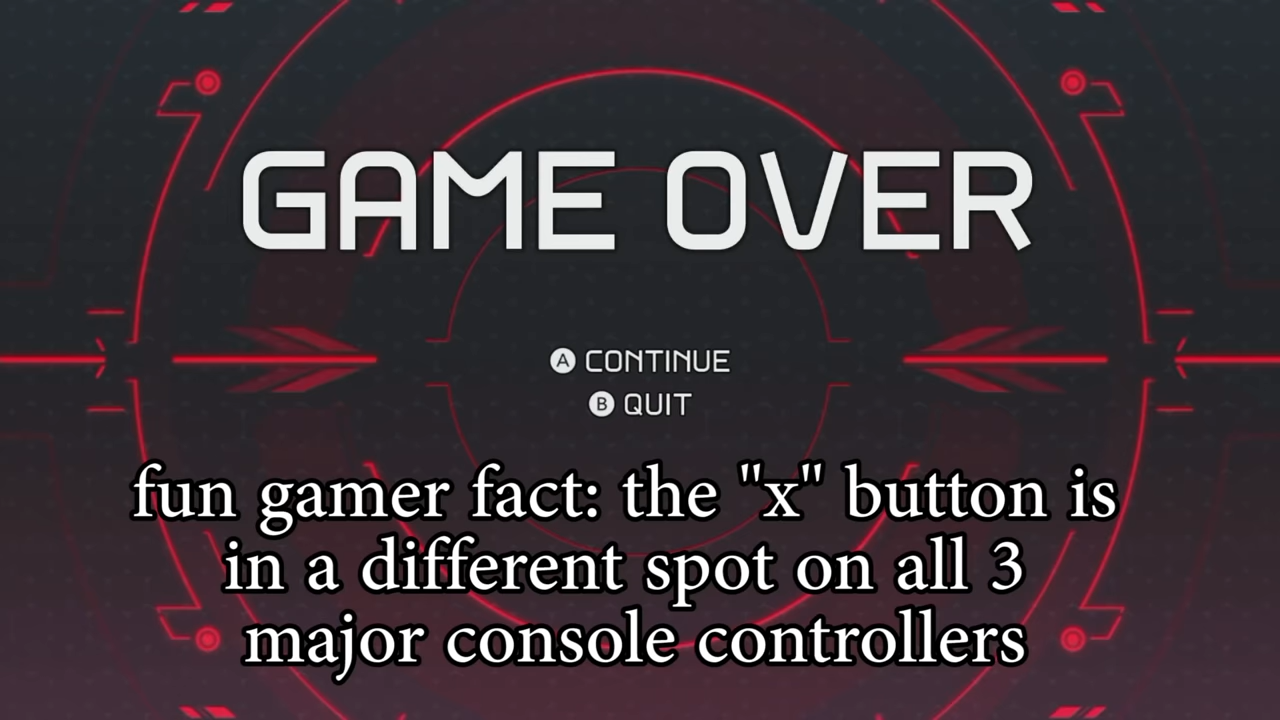 GAME OVER
A CONTINUE
B QUIT
fun gamer fact: the "x" button is
in a different spot on all 3
major console controllers